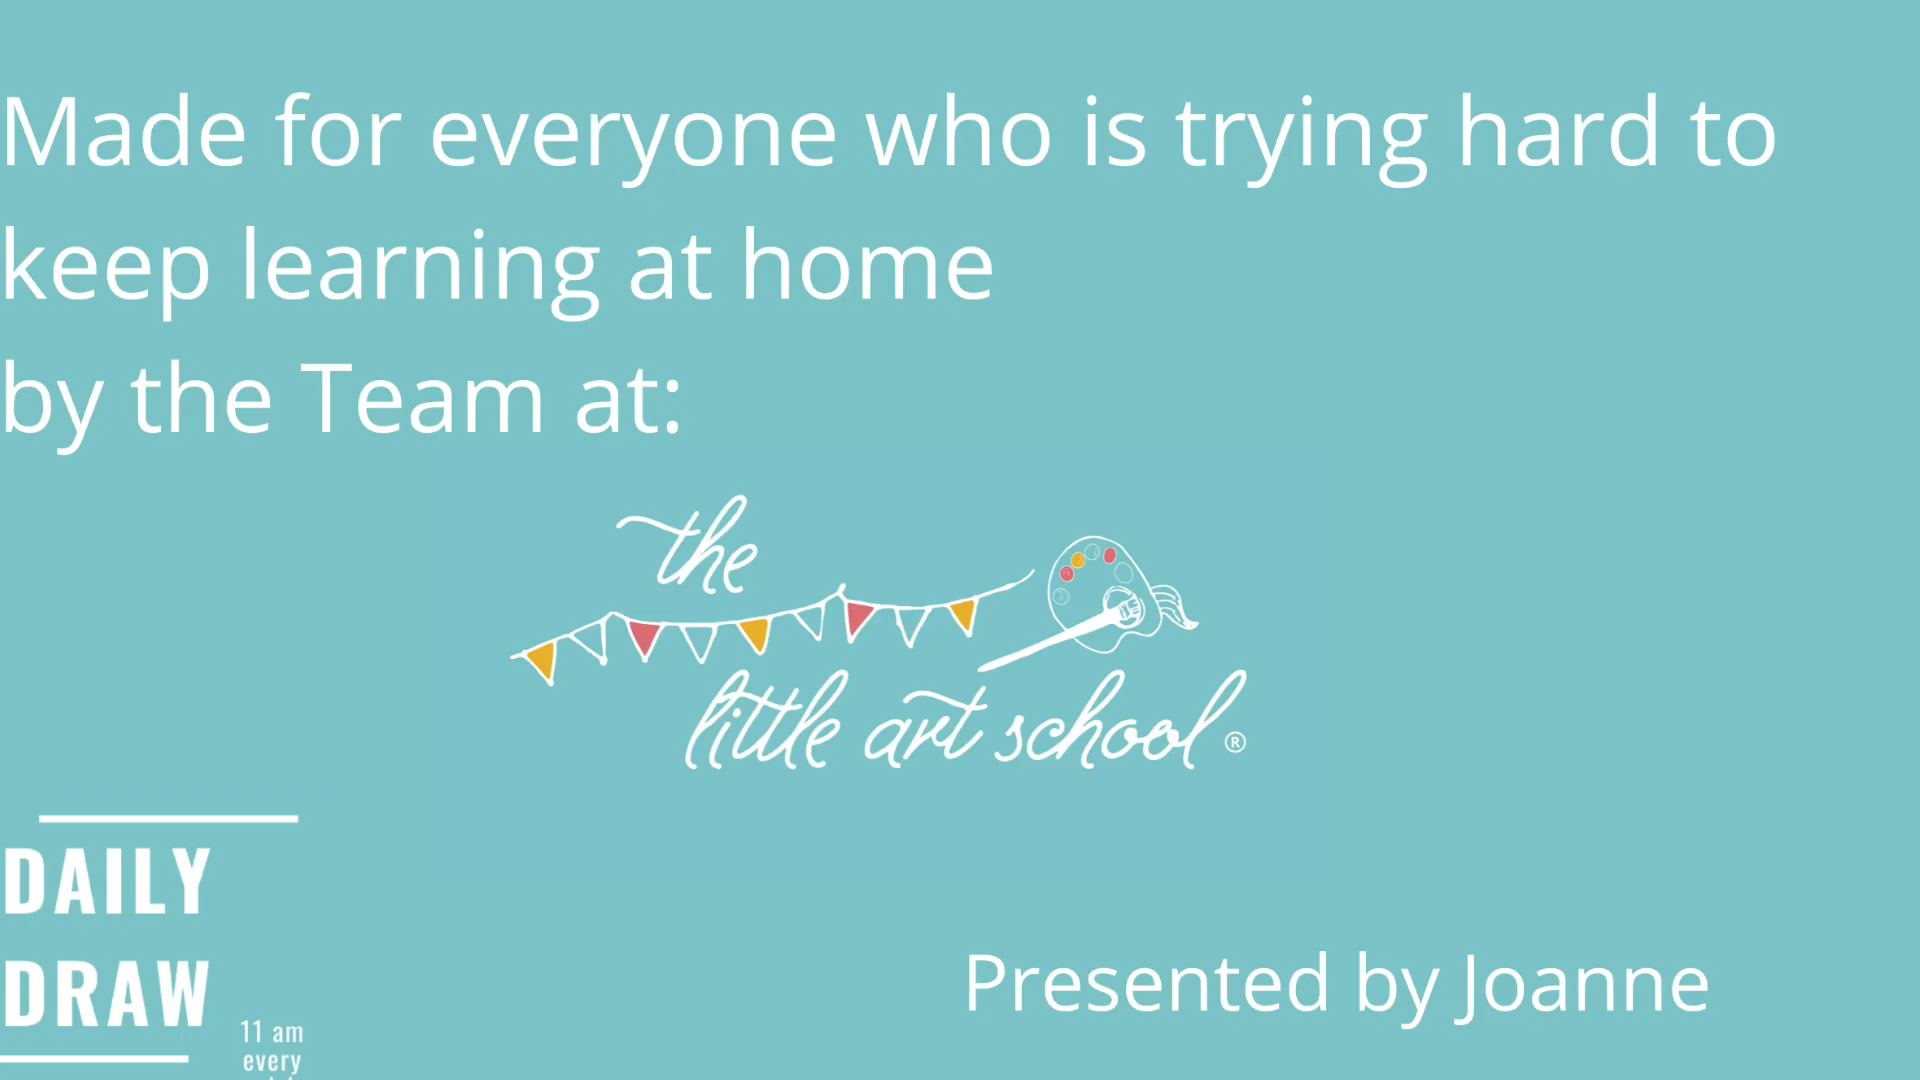 Made for everyone who is trying hard to
keep learning at home
by the Team at:
the
little art school®
DAILY
DRAW
11 am
every
Presented by Joanne